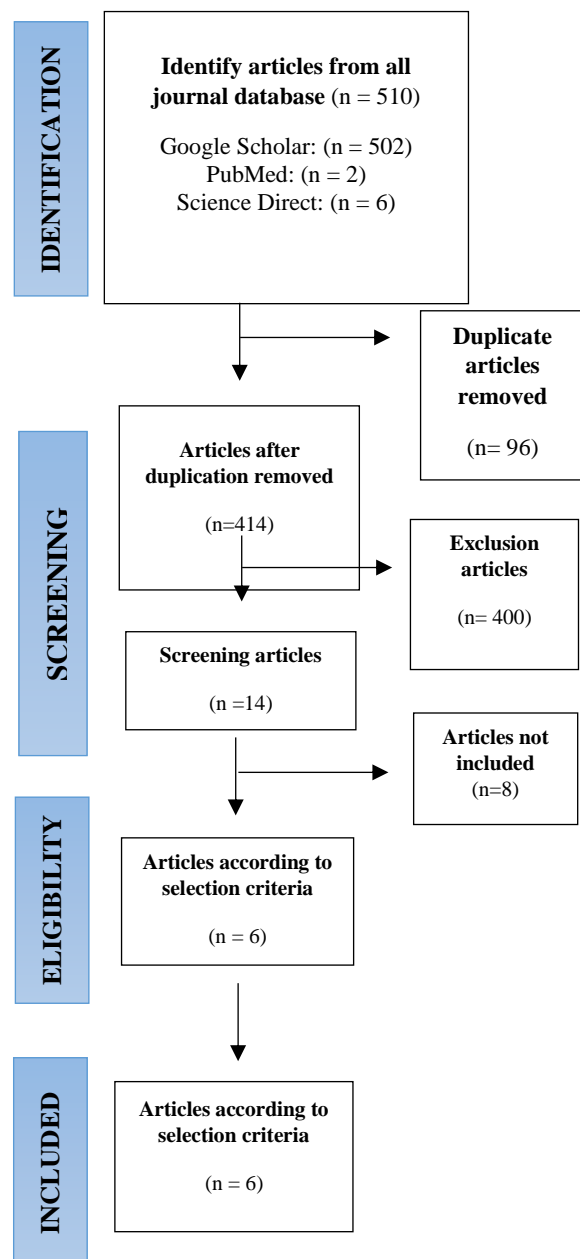 IDENTIFICATION
Identify articles from all
journal database (n = 510)
Google Scholar: (n = 502)
PubMed: (n = 2)
Science Direct: (n = 6)
Duplicate
articles
removed
(n= 96)
SCREENING
Articles after
duplication removed
(n=414)
Exclusion
articles
(n= 400)
Screening articles
(n =14)
Articles not
included
(n=8)
ELIGIBILITY
Articles according to
selection criteria
(n = 6)
INCLUDED
Articles according to
selection criteria
(n = 6)